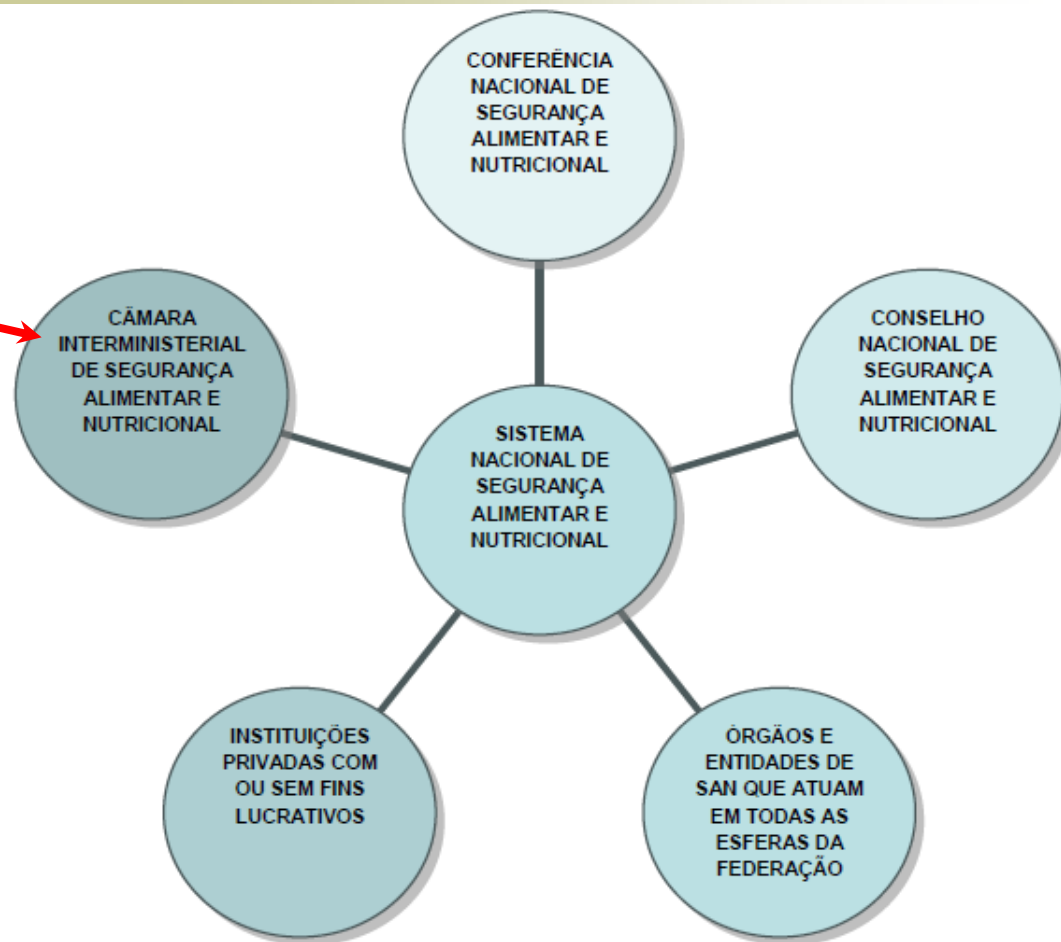 CONFERÊNCIA
NACIONAL DE
SEGURANÇA
ALIMENTAR E
NUTRICIONAL
CÂMARA
INTERMINISTERIAL
DE SEGURANÇA
ALIMENTAR E
NUTRICIONAL
CONSELHO
NACIONAL DE
SEGURANÇA
ALIMENTAR E
NUTRICIONAL
SISTEMA
NACIONAL DE
SEGURANÇA
ALIMENTAR E
NUTRICIONAL
INSTITUIÇÕES
PRIVADAS COM
OU SEM FINS
LUCRATIVOS
ÓRGÃOS E
ENTIDADES DE
SAN QUE ATUAM
EM TODAS AS
ESFERAS DA
FEDERAÇÃO